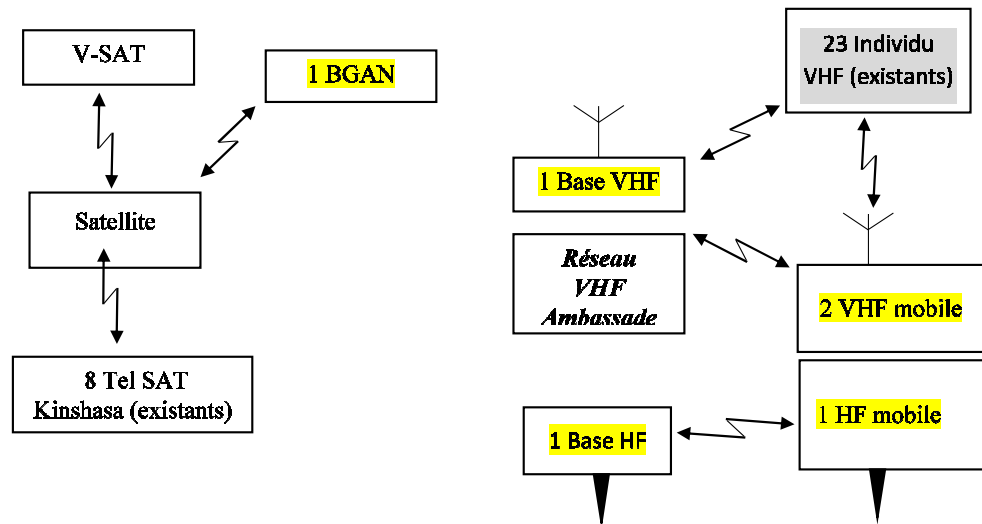 V-SAT
1 BGAN
Satellite
8 Tel SAT
Kinshasa (existants)
23 Individu
VHF (existants)
1 Base VHF
Réseau
VHF
Ambassade
2 VHF mobile
1 Base HF
1 HF mobile